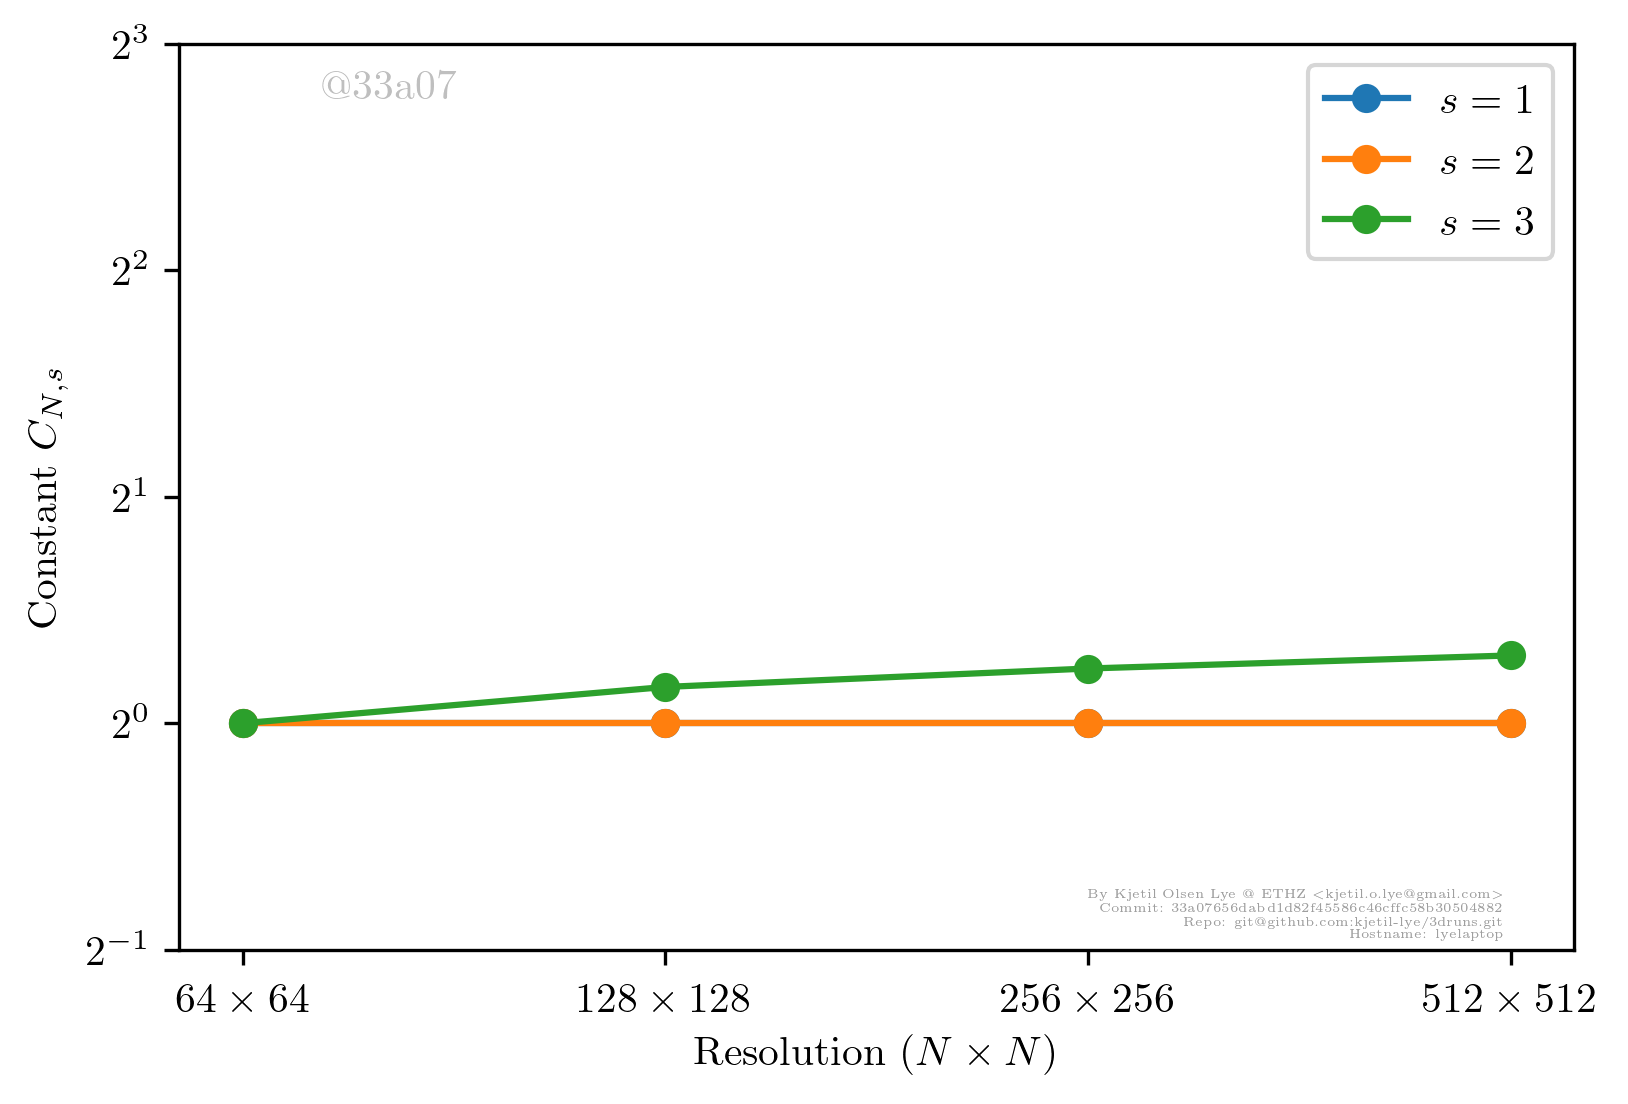 @33a07
s = 1
s = 2
s = 3
2^3
2^2
2^1
2^0
2^{-1}
Constant C_{N,s}
By Kjetil Olsen Lye @ ETHZ <kjetil.o.lye@gmail.com>
Commit: 33a07656dabd1d82f45586c46cffc58b30504882
Repo: git@github.com:kjetil-lye/3druns.git
Hostname: lyelaptop
64 × 64 128 × 128 256 × 256 512 × 512
Resolution (N × N)